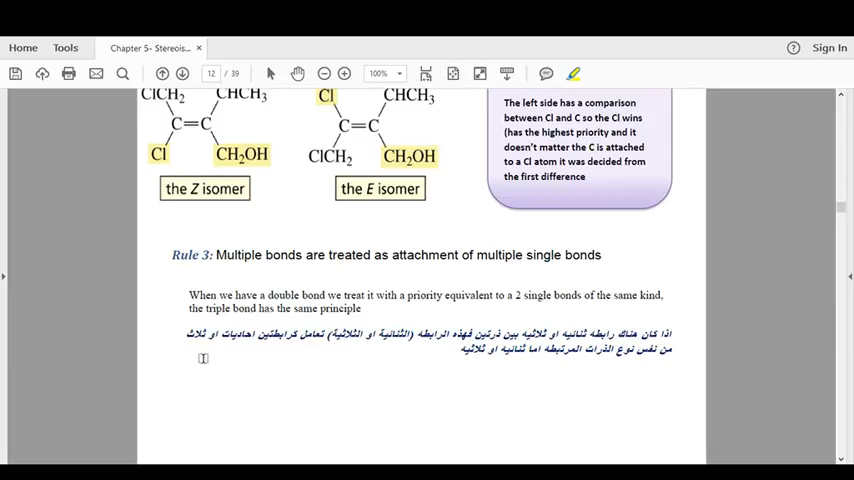 Home Tools Chapter 5- Stereois... × ? Sign In
12 / 39 100%
ClCH₂ CHCH₃ Cl CHCH₃
C=C C=C
Cl CH₂OH ClCH₂ CH₂OH
the Z isomer the E isomer
The left side has a comparison
between Cl and C so the Cl wins
(has the highest priority and it
doesn't matter the C is attached
to a Cl atom it was decided from
the first difference
Rule 3: Multiple bonds are treated as attachment of multiple single bonds
When we have a double bond we treat it with a priority equivalent to a 2 single bonds of the same kind,
the triple bond has the same principle
اذا كان هناك رابطه ثنائيه او ثلاثيه بين ذرتين فهذه الرابطه (الثنائية او الثلاثية) تعامل كرابطتين احاديات او ثلاث
من نفس نوع الذرات المرتبطه اما ثنائيه او ثلاثيه